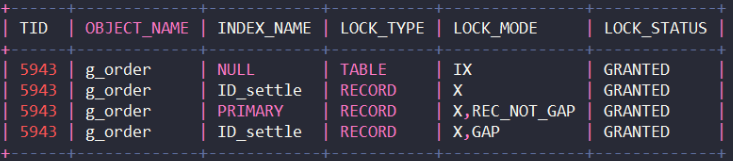 +------+-------------+------------+-----------+---------------+-------------+
| TID | OBJECT_NAME | INDEX_NAME | LOCK_TYPE | LOCK_MODE | LOCK_STATUS |
+------+-------------+------------+-----------+---------------+-------------+
| 5943 | g_order | NULL | TABLE | IX | GRANTED |
| 5943 | g_order | ID_settle | RECORD | X | GRANTED |
| 5943 | g_order | PRIMARY | RECORD | X,REC_NOT_GAP | GRANTED |
| 5943 | g_order | ID_settle | RECORD | X,GAP | GRANTED |
+------+-------------+------------+-----------+---------------+-------------+